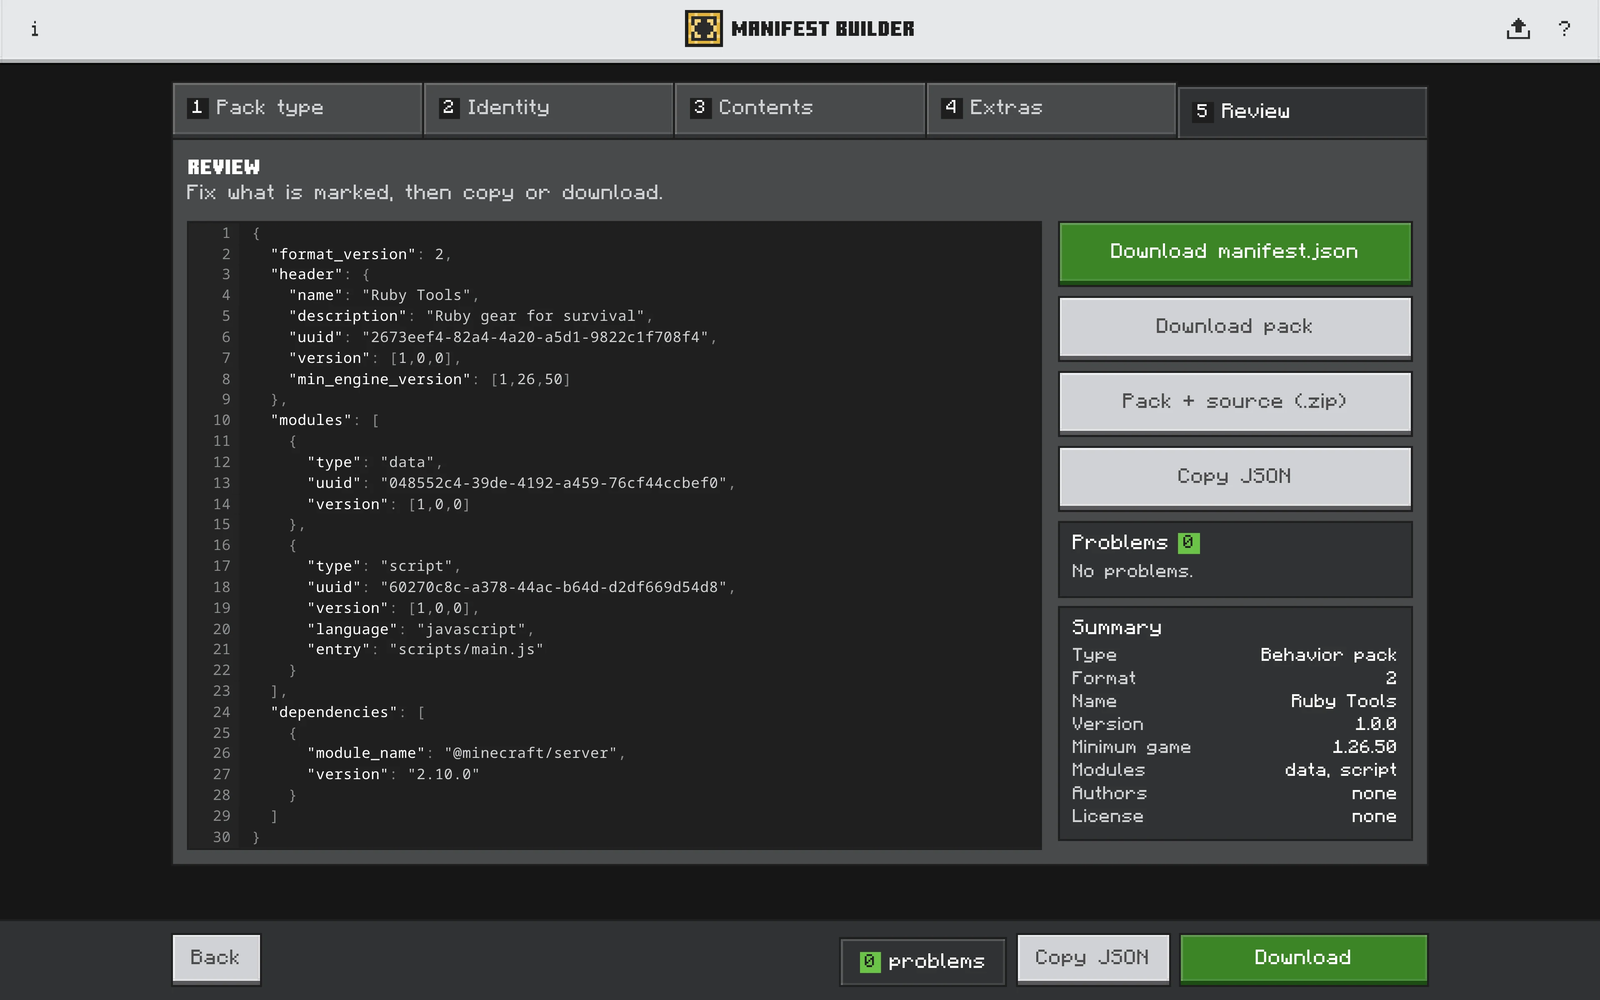 i
MANIFEST BUILDER
?
1 Pack type
2 Identity
3 Contents
4 Extras
5 Review
REVIEW
Fix what is marked, then copy or download.
1 {
2 "format_version": 2,
3 "header": {
4 "name": "Ruby Tools",
5 "description": "Ruby gear for survival",
6 "uuid": "2673eef4-82a4-4a20-a5d1-9822c1f708f4",
7 "version": [1,0,0],
8 "min_engine_version": [1,26,50]
9 },
10 "modules": [
11 {
12 "type": "data",
13 "uuid": "048552c4-39de-4192-a459-76cf44ccbef0",
14 "version": [1,0,0]
15 },
16 {
17 "type": "script",
18 "uuid": "60270c8c-a378-44ac-b64d-d2df669d54d8",
19 "version": [1,0,0],
20 "language": "javascript",
21 "entry": "scripts/main.js"
22 }
23 ],
24 "dependencies": [
25 {
26 "module_name": "@minecraft/server",
27 "version": "2.10.0"
28 }
29 ]
30 }
Download manifest.json
Download pack
Pack + source (.zip)
Copy JSON
Problems 0
No problems.
Summary
Type Behavior pack
Format 2
Name Ruby Tools
Version 1.0.0
Minimum game 1.26.50
Modules data, script
Authors none
License none
Back
0 problems
Copy JSON
Download